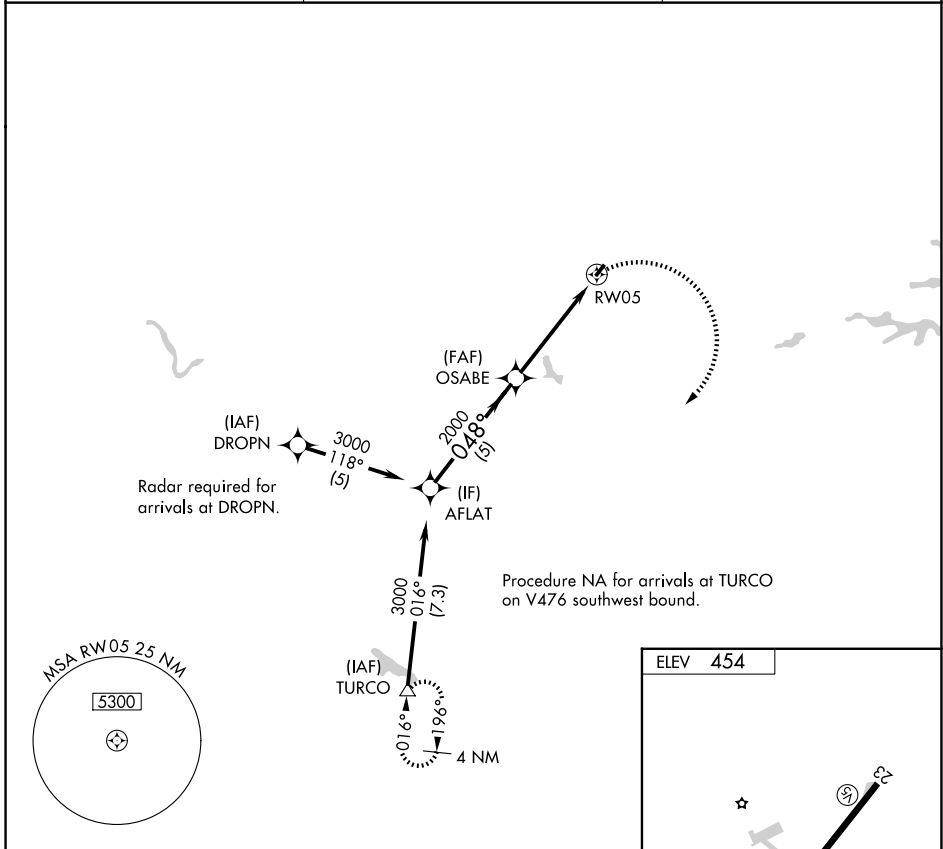 RW05
(FAF)
OSABE
2000
048°
(5)
(IAF)
DROPN
3000
118°
(5)
Radar required for
arrivals at DROPN.
(IF)
AFLAT
3000
016°
(7.3)
Procedure NA for arrivals at TURCO
on V476 southwest bound.
(IAF)
TURCO
016°
196°
4 NM
MSA RW05 25 NM
5300
ELEV 454
V5
23